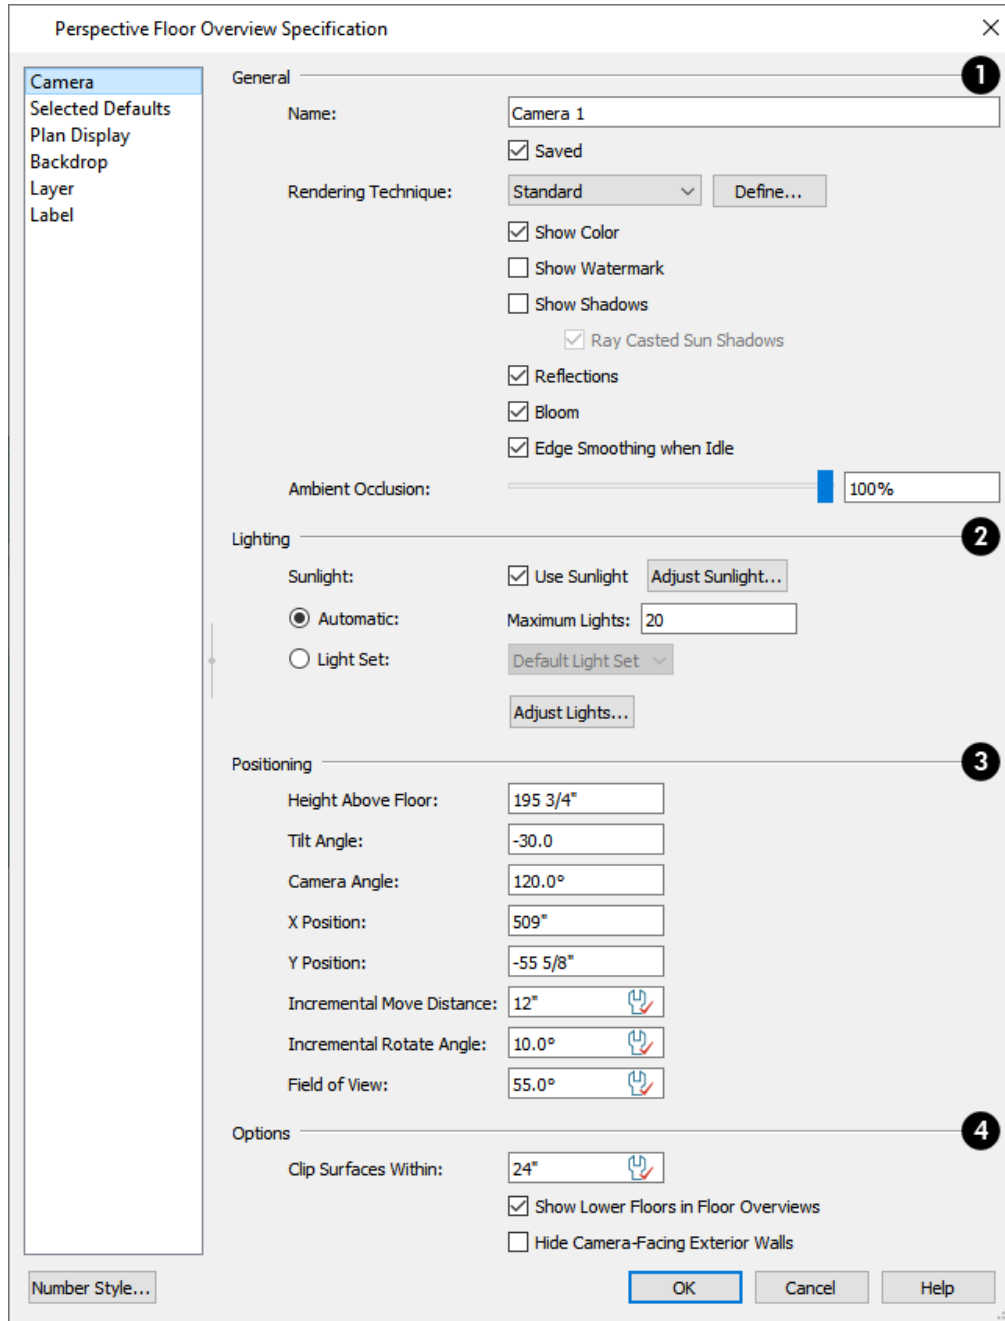 Perspective Floor Overview Specification
Camera
Selected Defaults
Plan Display
Backdrop
Layer
Label
General 1
Name: Camera 1
Saved
Rendering Technique: Standard Define...
Show Color
Show Watermark
Show Shadows
Ray Casted Sun Shadows
Reflections
Bloom
Edge Smoothing when Idle
Ambient Occlusion: 100%
Lighting 2
Sunlight: Use Sunlight Adjust Sunlight...
Automatic: Maximum Lights: 20
Light Set: Default Light Set
Adjust Lights...
Positioning 3
Height Above Floor: 195 3/4"
Tilt Angle: -30.0
Camera Angle: 120.0°
X Position: 509"
Y Position: -55 5/8"
Incremental Move Distance: 12"
Incremental Rotate Angle: 10.0°
Field of View: 55.0°
Options 4
Clip Surfaces Within: 24"
Show Lower Floors in Floor Overviews
Hide Camera-Facing Exterior Walls
Number Style... OK Cancel Help